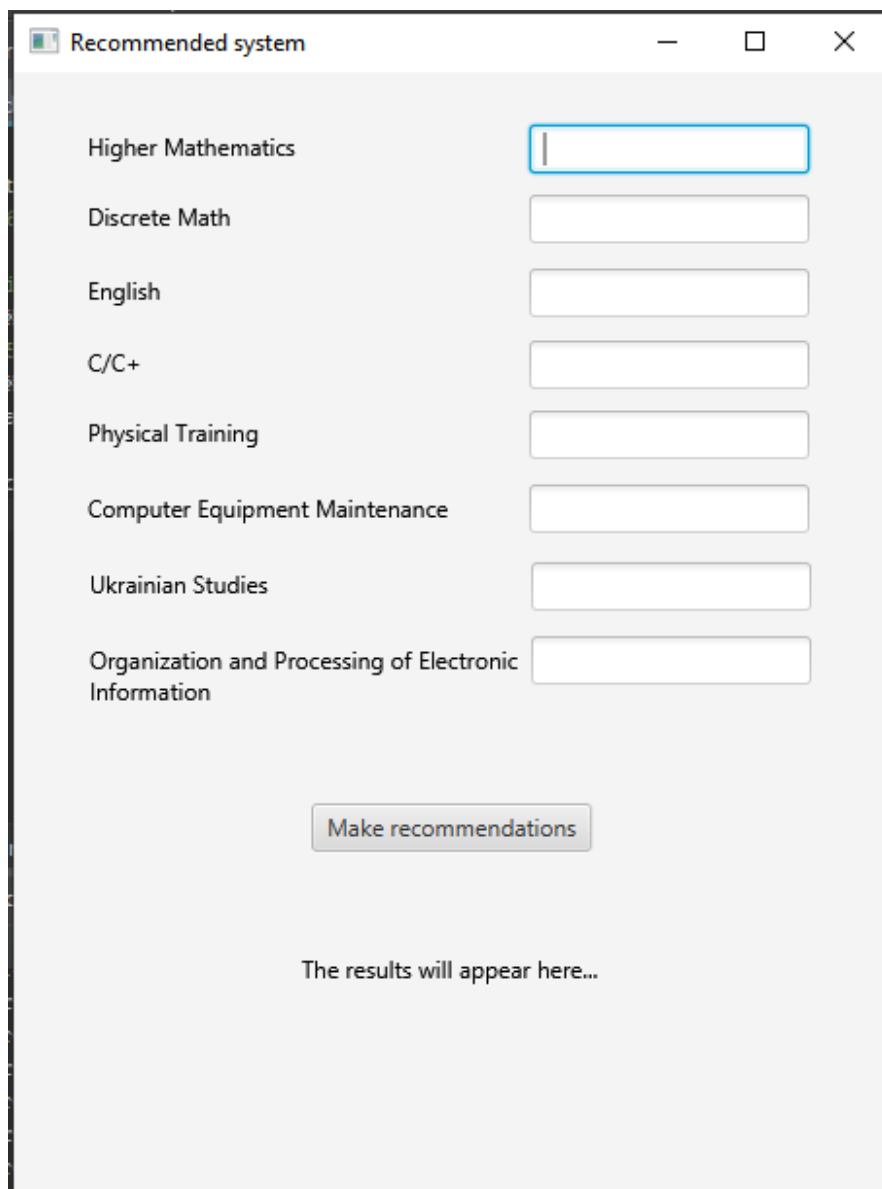 Recommended system
Higher Mathematics
Discrete Math
English
C/C+
Physical Training
Computer Equipment Maintenance
Ukrainian Studies
Organization and Processing of Electronic
Information
Make recommendations
The results will appear here...